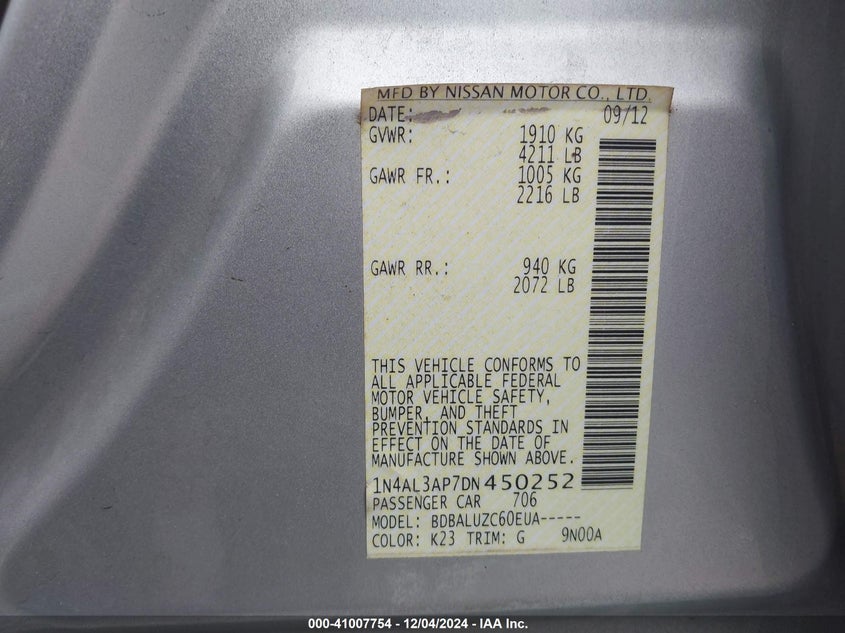 MFD BY NISSAN MOTOR CO., LTD.
DATE: 09/12
GVWR: 1910 KG
4211 LB
GAWR FR.: 1005 KG
2216 LB
GAWR RR.: 940 KG
2072 LB
THIS VEHICLE CONFORMS TO
ALL APPLICABLE FEDERAL
MOTOR VEHICLE SAFETY,
BUMPER, AND THEFT
PREVENTION STANDARDS IN
EFFECT ON THE DATE OF
MANUFACTURE SHOWN ABOVE.
1N4AL3AP7DN450252
PASSENGER CAR 706
MODEL: BDBALUZC60EUA-----
COLOR: K23 TRIM: G 9N00A
000-41007754 - 12/04/2024 - IAA Inc.